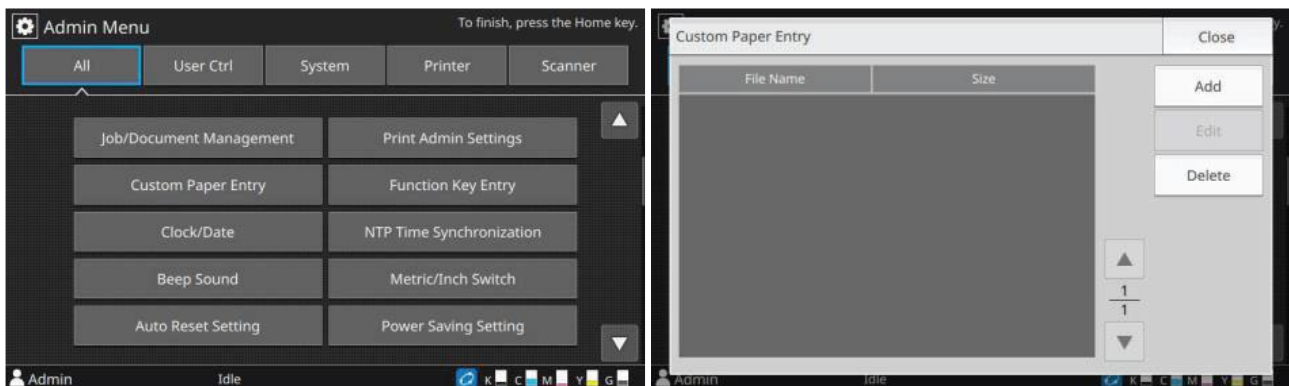 Admin Menu
To finish, press the Home key.
All
User Ctrl
System
Printer
Scanner
Job/Document Management
Print Admin Settings
Custom Paper Entry
Function Key Entry
Clock/Date
NTP Time Synchronization
Beep Sound
Metric/Inch Switch
Auto Reset Setting
Power Saving Setting
Admin
Idle
K C M Y G
Custom Paper Entry
Close
File Name
Size
Add
Edit
Delete
1
1
Admin
Idle
K C M Y G